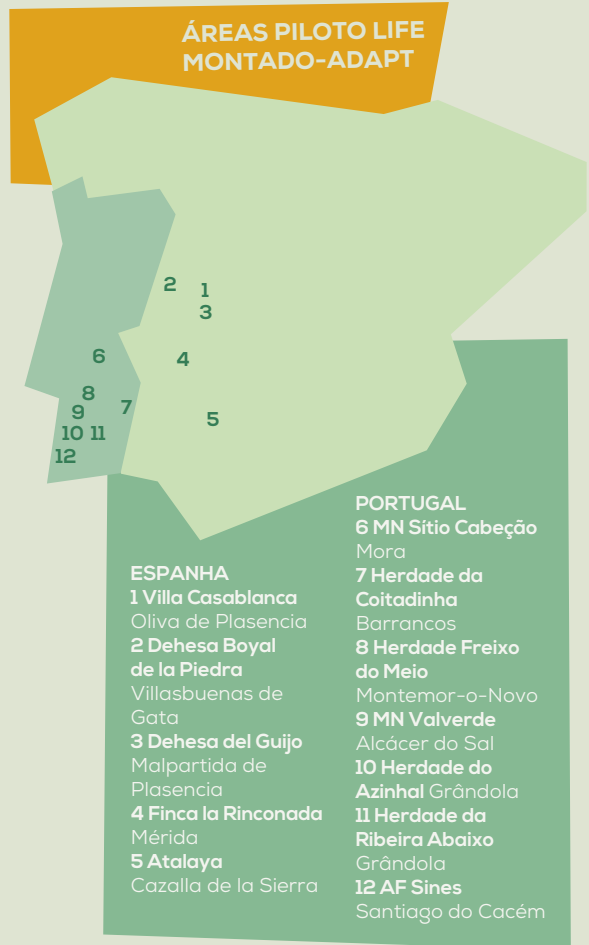 ÁREAS PILOTO LIFE
MONTADO-ADAPT
2
1
3
6
4
8
7
9
5
10 11
12
ESPANHA
1 Villa Casablanca
Oliva de Plasencia
2 Dehesa Boyal
de la Piedra
Villasbuenas de
Gata
3 Dehesa del Guijo
Malpartida de
Plasencia
4 Finca la Rinconada
Mérida
5 Atalaya
Cazalla de la Sierra
PORTUGAL
6 MN Sítio Cabeção
Mora
7 Herdade da
Coitadinha
Barrancos
8 Herdade Freixo
do Meio
Montemor-o-Novo
9 MN Valverde
Alcácer do Sal
10 Herdade do
Azinhal Grândola
11 Herdade da
Ribeira Abaixo
Grândola
12 AF Sines
Santiago do Cacém